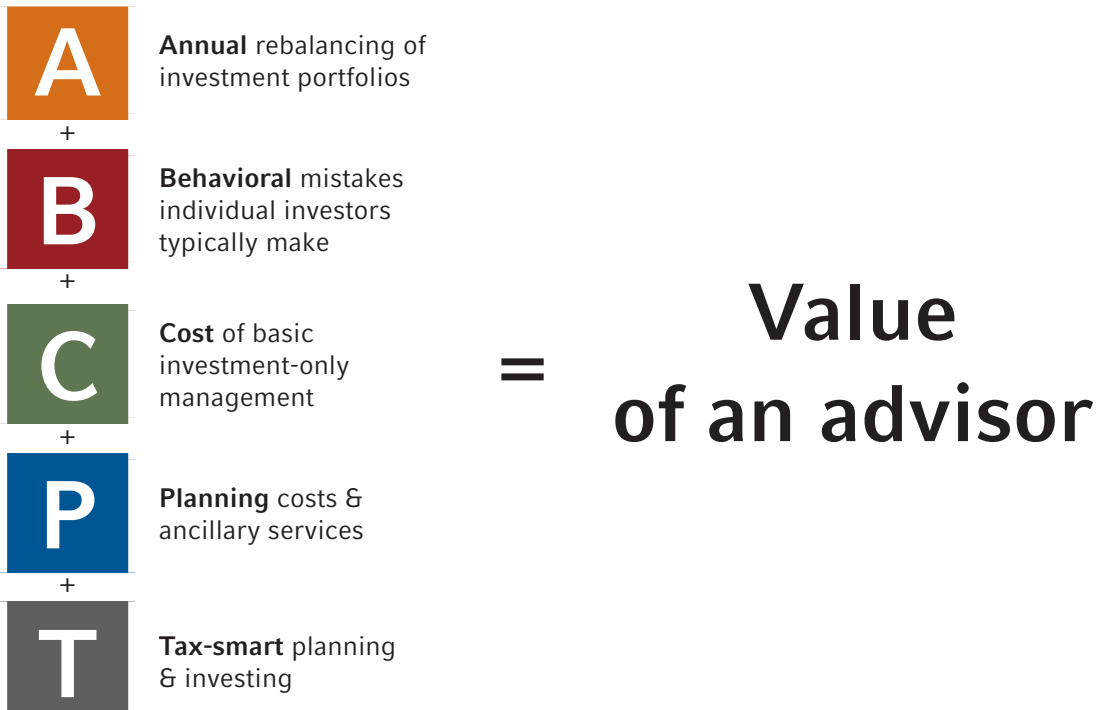 A
Annual rebalancing of
investment portfolios
+
B
Behavioral mistakes
individual investors
typically make
+
C
Cost of basic
investment-only
management
+
P
Planning costs &
ancillary services
+
T
Tax-smart planning
& investing
=
Value
of an advisor